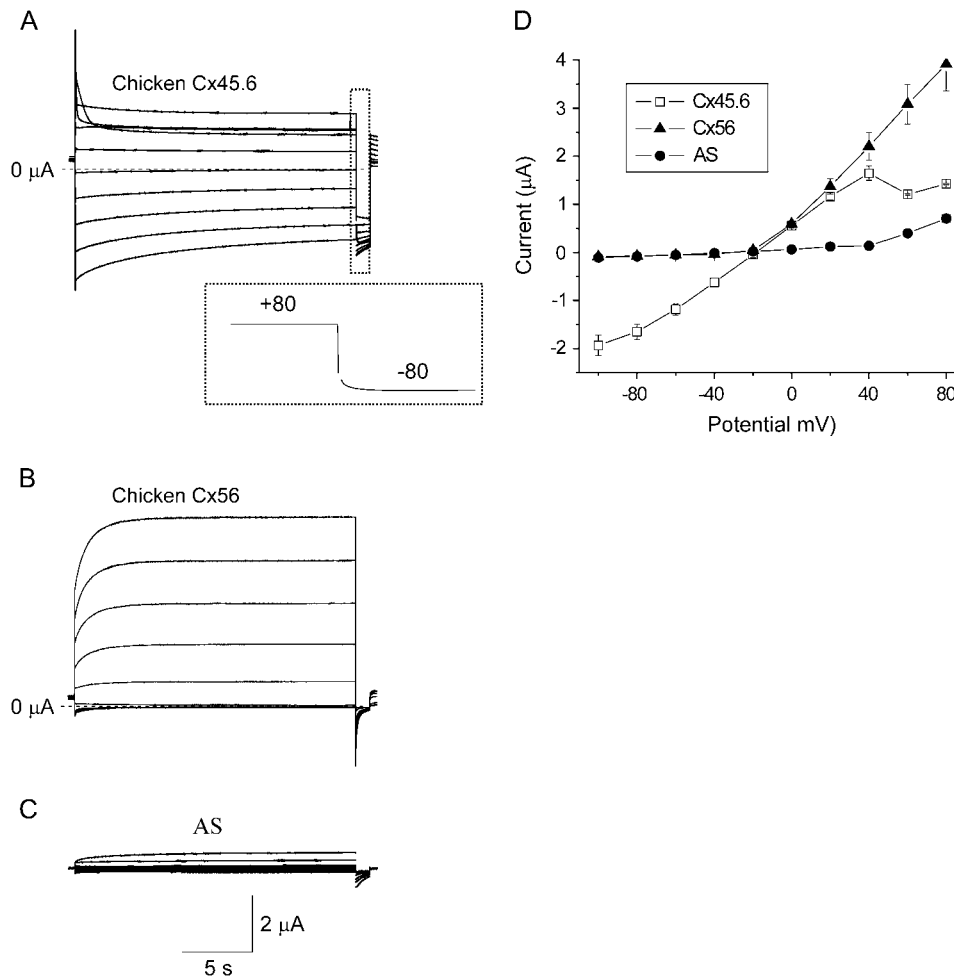 A
Chicken Cx45.6
0 µA
+80
-80
B
Chicken Cx56
0 µA
C
AS
2 µA
5 s
D
Cx45.6
Cx56
AS
Current (µA)
4
3
2
1
0
-1
-2
-80
-40
0
40
80
Potential mV)